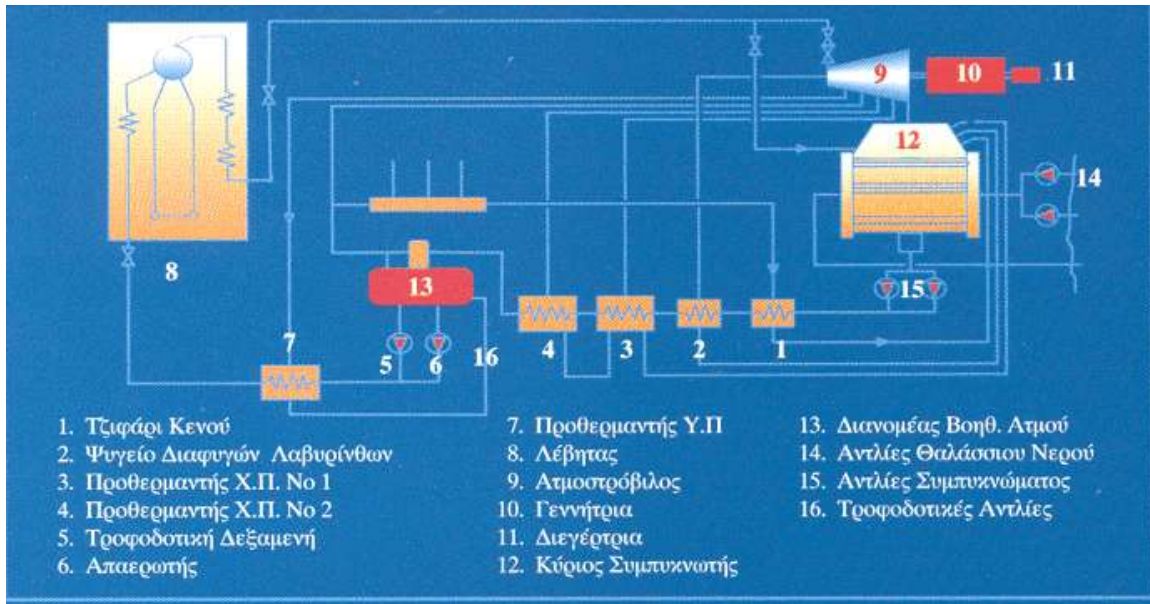 9
10
11
12
14
8
13
15
7
5
6
16
4
3
2
1
1. Τζιφάρι Κενού
2. Ψυγείο Διαφυγών Λαβυρίνθων
3. Προθερμαντής Χ.Π. Νο 1
4. Προθερμαντής Χ.Π. Νο 2
5. Τροφοδοτική Δεξαμενή
6. Απαερωτής
7. Προθερμαντής Υ.Π
8. Λέβητας
9. Ατμοστρόβιλος
10. Γεννήτρια
11. Διεγέρτρια
12. Κύριος Συμπυκνωτής
13. Διανομέας Βοηθ. Ατμού
14. Αντλίες Θαλάσσιου Νερού
15. Αντλίες Συμπυκνώματος
16. Τροφοδοτικές Αντλίες